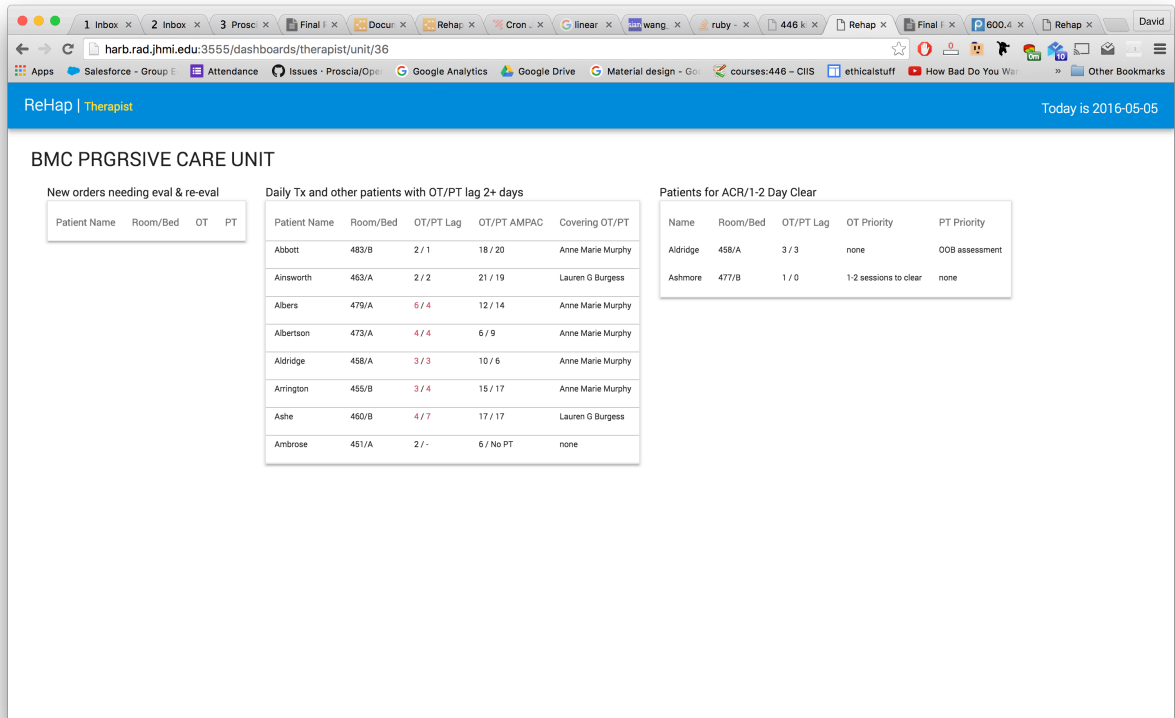 1 Inbox 2 Inbox 3 Prosci Final F Docun Rehap Cron - G linear sian wang_ ruby - 446 k Rehap Final F 600.4 Rehap David
harb.rad.jhmi.edu:3555/dashboards/therapist/unit/36
Apps Salesforce - Group E Attendance Issues · Proscia/Oper Google Analytics Google Drive Material design - Go courses:446 – CIIS ethicalstuff How Bad Do You War » Other Bookmarks
ReHap | Therapist Today is 2016-05-05
BMC PRGRSIVE CARE UNIT
New orders needing eval & re-eval
Patient Name Room/Bed OT PT
Daily Tx and other patients with OT/PT lag 2+ days
Patient Name Room/Bed OT/PT Lag OT/PT AMPAC Covering OT/PT
Abbott 483/B 2 / 1 18 / 20 Anne Marie Murphy
Ainsworth 463/A 2 / 2 21 / 19 Lauren G Burgess
Albers 479/A 6 / 4 12 / 14 Anne Marie Murphy
Albertson 473/A 4 / 4 6 / 9 Anne Marie Murphy
Aldridge 458/A 3 / 3 10 / 6 Anne Marie Murphy
Arrington 455/B 3 / 4 15 / 17 Anne Marie Murphy
Ashe 460/B 4 / 7 17 / 17 Lauren G Burgess
Ambrose 451/A 2 / - 6 / No PT none
Patients for ACR/1-2 Day Clear
Name Room/Bed OT/PT Lag OT Priority PT Priority
Aldridge 458/A 3 / 3 none OOB assessment
Ashmore 477/B 1 / 0 1-2 sessions to clear none